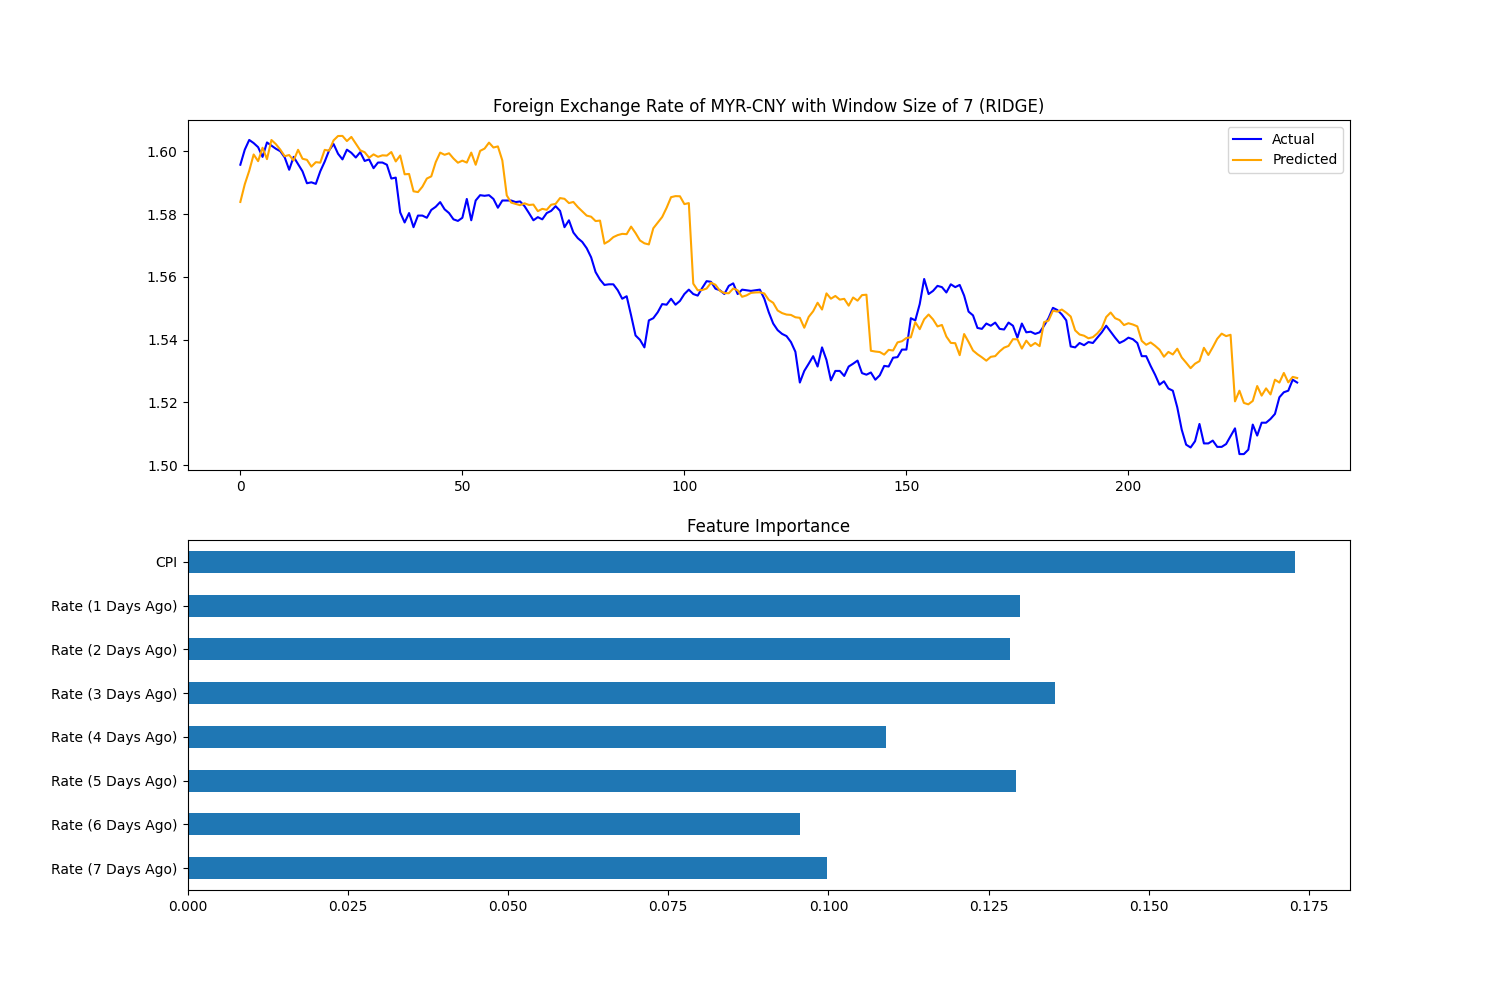 Foreign Exchange Rate of MYR-CNY with Window Size of 7 (RIDGE)
Actual
Predicted
1.60
1.58
1.56
1.54
1.52
1.50
0 50 100 150 200
Feature Importance
CPI
Rate (1 Days Ago)
Rate (2 Days Ago)
Rate (3 Days Ago)
Rate (4 Days Ago)
Rate (5 Days Ago)
Rate (6 Days Ago)
Rate (7 Days Ago)
0.000 0.025 0.050 0.075 0.100 0.125 0.150 0.175